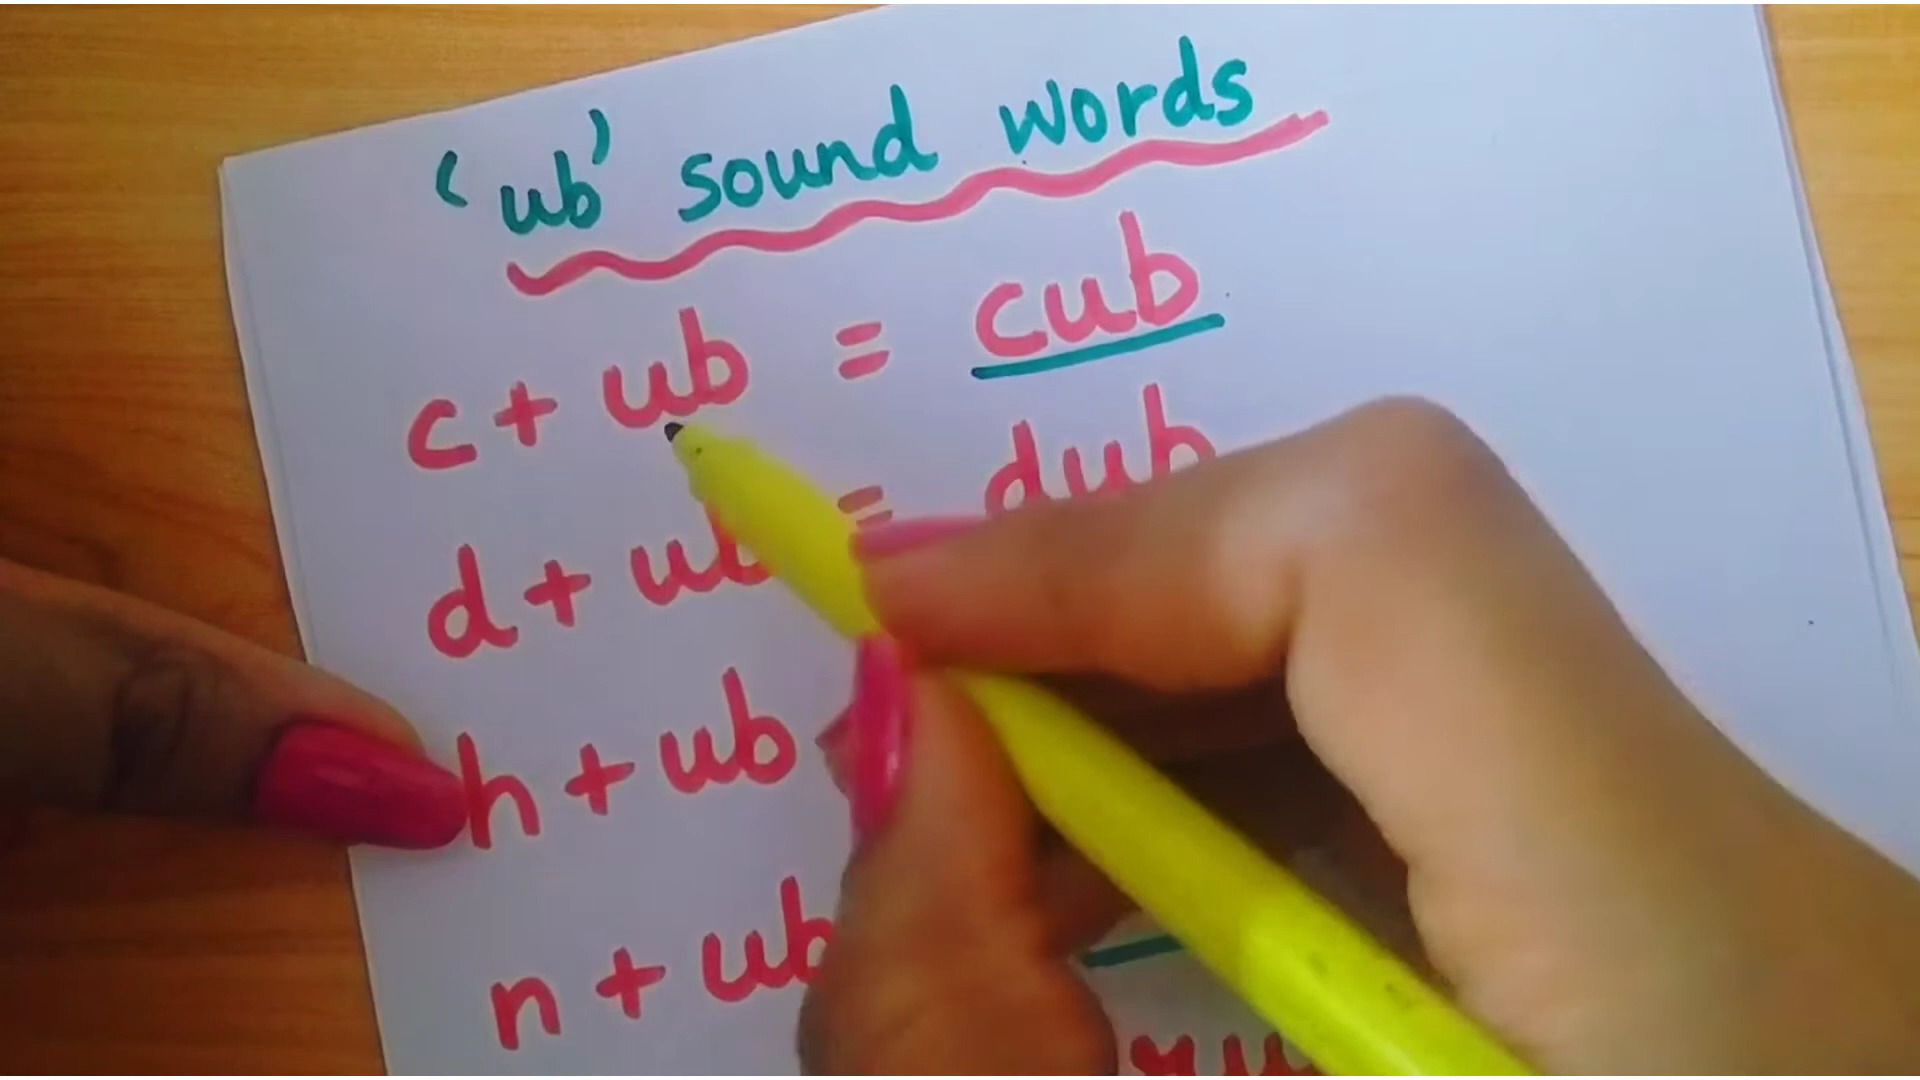 'ub' sound words
c + ub = cub
d + ub = dub
h + ub
n + ub